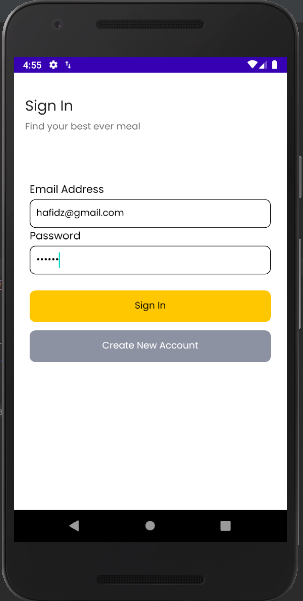 4:55
Sign In
Find your best ever meal
Email Address
hafidz@gmail.com
Password
••••••
Sign In
Create New Account